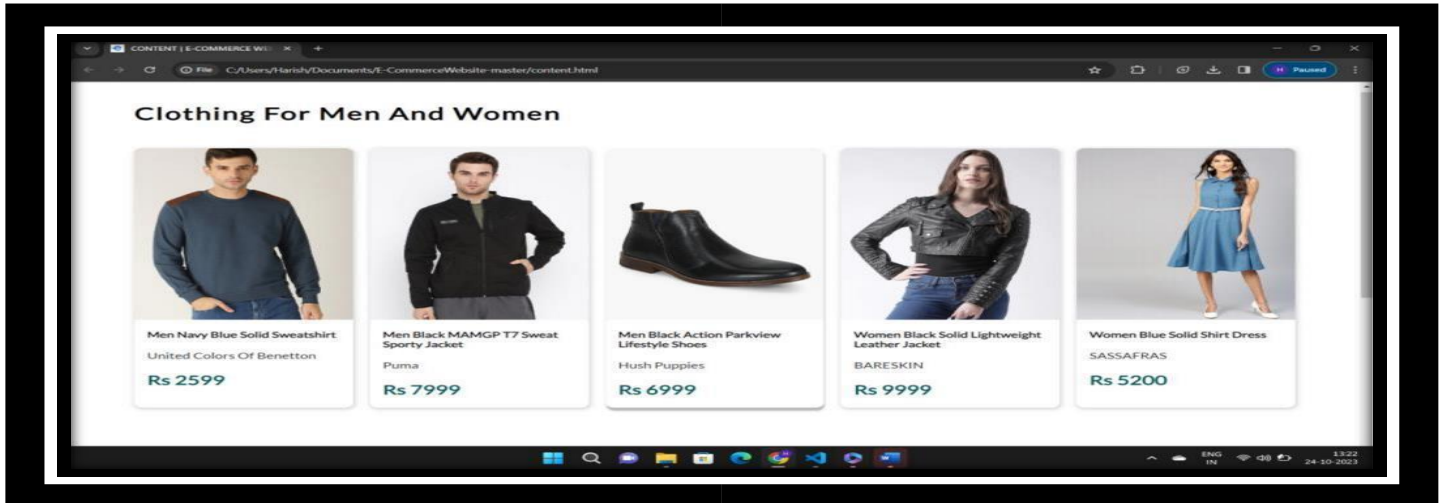 CONTENT | E-COMMERCE WE
File C:/Users/Harish/Documents/E-CommerceWebsite-master/content.html
H Paused
Clothing For Men And Women
Men Navy Blue Solid Sweatshirt
United Colors Of Benetton
Rs 2599
Men Black MAMGP T7 Sweat
Sporty Jacket
Puma
Rs 7999
Men Black Action Parkview
Lifestyle Shoes
Hush Puppies
Rs 6999
Women Black Solid Lightweight
Leather Jacket
BARESKIN
Rs 9999
Women Blue Solid Shirt Dress
SASSAFRAS
Rs 5200
ENG
IN
13:22
24-10-2023